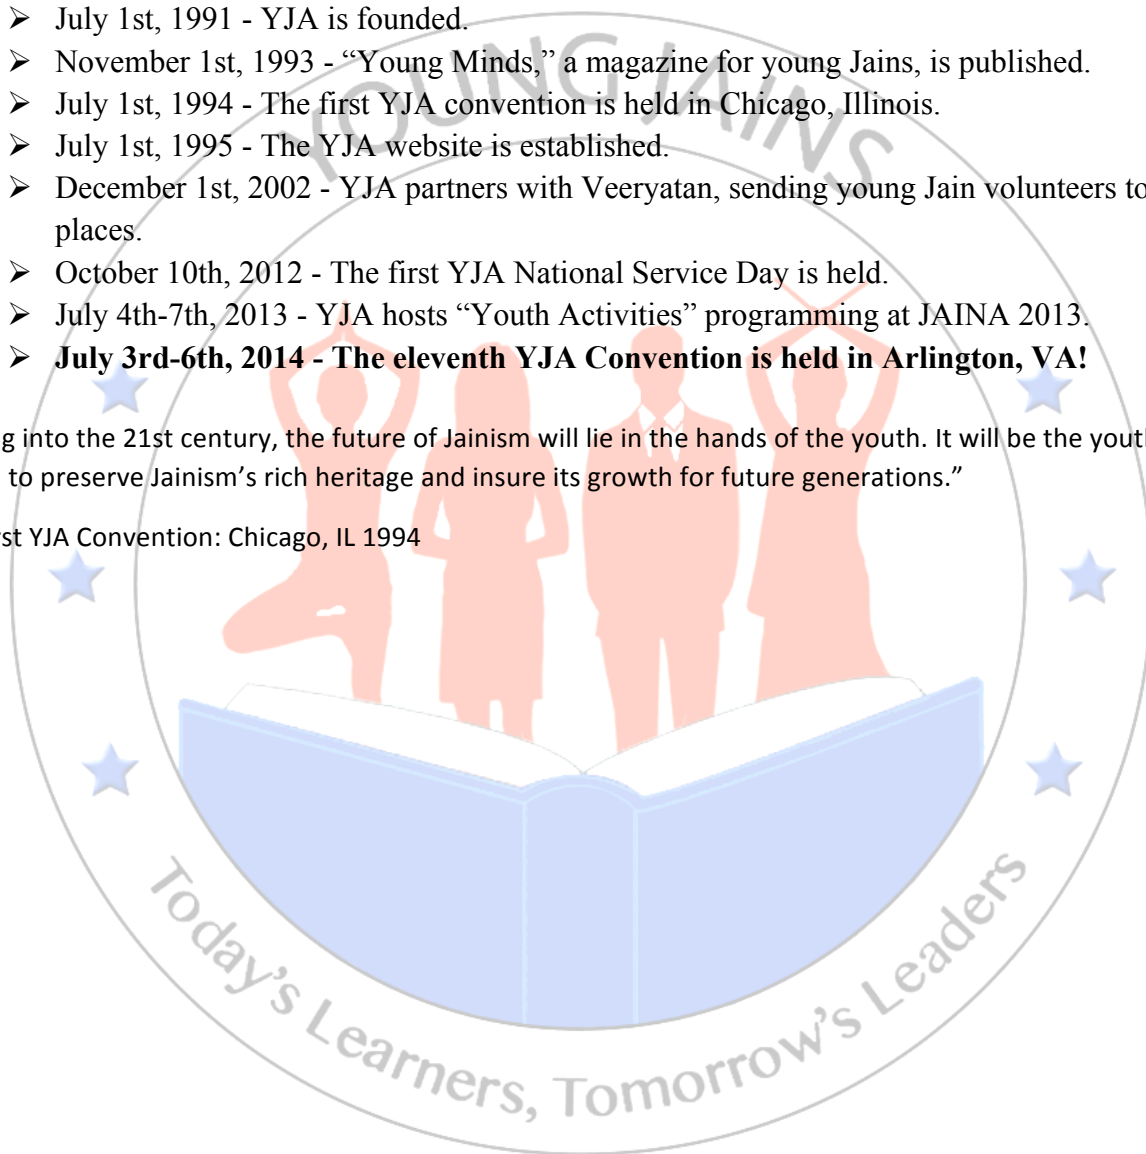 ➢ July 1st, 1991 - YJA is founded.
➢ November 1st, 1993 - “Young Minds,” a magazine for young Jains, is published.
➢ July 1st, 1994 - The first YJA convention is held in Chicago, Illinois.
➢ July 1st, 1995 - The YJA website is established.
➢ December 1st, 2002 - YJA partners with Veeryatan, sending young Jain volunteers to
places.
➢ October 10th, 2012 - The first YJA National Service Day is held.
➢ July 4th-7th, 2013 - YJA hosts “Youth Activities” programming at JAINA 2013.
➢ July 3rd-6th, 2014 - The eleventh YJA Convention is held in Arlington, VA!
g into the 21st century, the future of Jainism will lie in the hands of the youth. It will be the yout
to preserve Jainism’s rich heritage and insure its growth for future generations.”
st YJA Convention: Chicago, IL 1994
YOUNG JAINS
Today’s Learners, Tomorrow’s Leaders